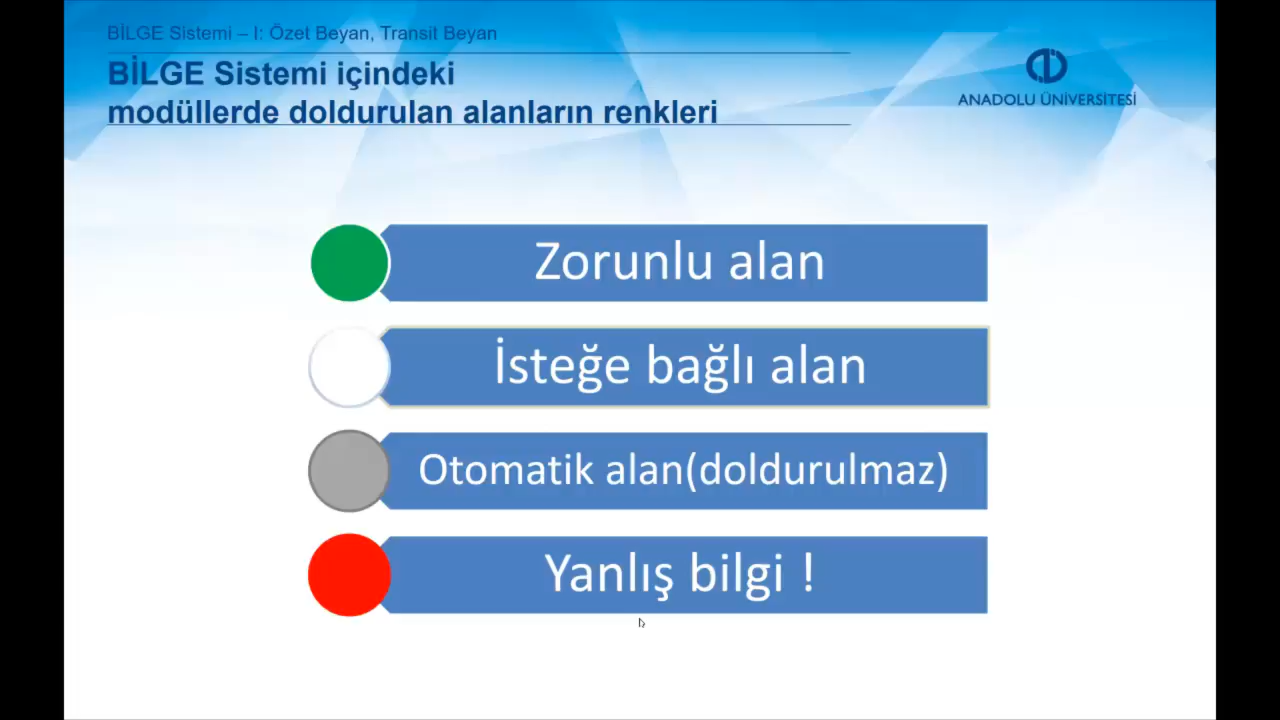 BİLGE Sistemi – I: Özet Beyan, Transit Beyan
BİLGE Sistemi içindeki
modüllerde doldurulan alanların renkleri
ANADOLU ÜNİVERSİTESİ
Zorunlu alan
İsteğe bağlı alan
Otomatik alan(doldurulmaz)
Yanlış bilgi !